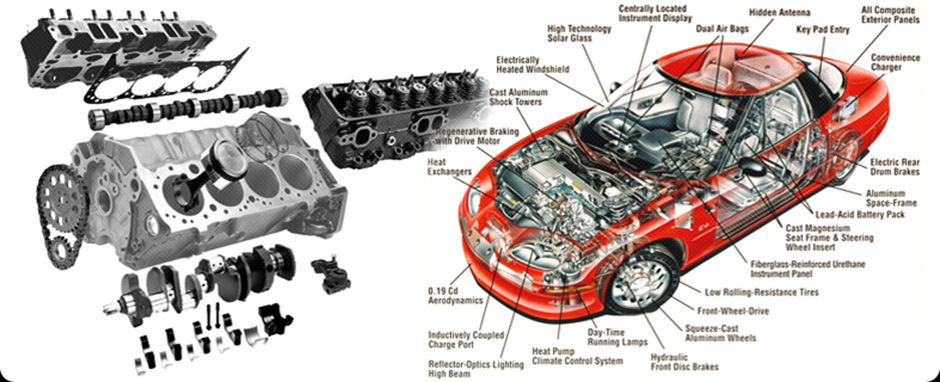 Centrally Located
Instrument Display
Hidden Antenna
All Composite
Exterior Panels
High Technology
Solar Glass
Dual Air Bags
Key Pad Entry
Electrically
Heated Windshield
Convenience
Charger
Cast Aluminum
Shock Towers
Regenerative Braking
with Drive Motor
Heat
Exchangers
Electric Rear
Drum Brakes
Aluminum
Space-Frame
Lead-Acid Battery Pack
Cast Magnesium
Seat Frame & Steering
Wheel Insert
Fiberglass-Reinforced Urethane
Instrument Panel
0.19 Cd
Aerodynamics
Low Rolling-Resistance Tires
Front-Wheel-Drive
Squeeze-Cast
Aluminum Wheels
Inductively Coupled
Charge Port
Day-Time
Running Lamps
Reflector-Optics Lighting
High Beam
Heat Pump
Climate Control System
Hydraulic
Front Disc Brakes